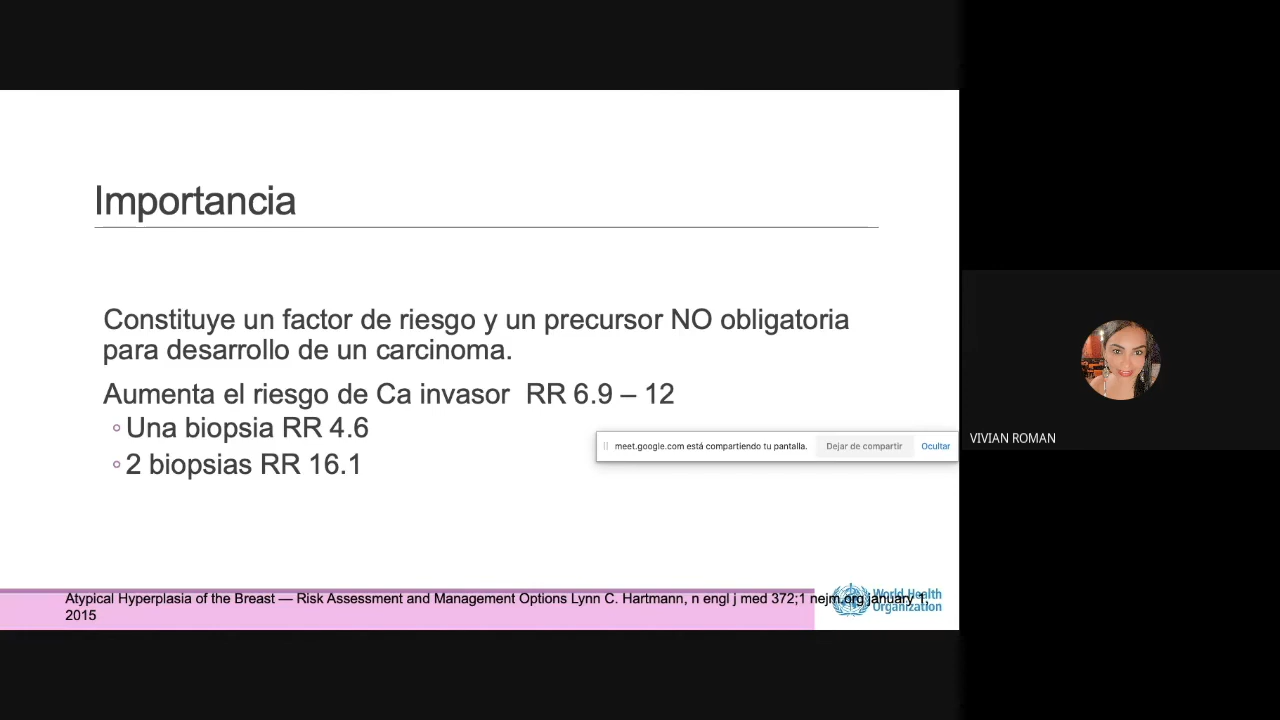 Importancia
Constituye un factor de riesgo y un precursor NO obligatoria
para desarrollo de un carcinoma.
Aumenta el riesgo de Ca invasor RR 6.9 – 12
Una biopsia RR 4.6
2 biopsias RR 16.1
meet.google.com está compartiendo tu pantalla. Dejar de compartir Ocultar
VIVIAN ROMAN
Atypical Hyperplasia of the Breast — Risk Assessment and Management Options Lynn C. Hartmann, n engl j med 372;1 nejm.org january 1,
2015
World Health
Organization